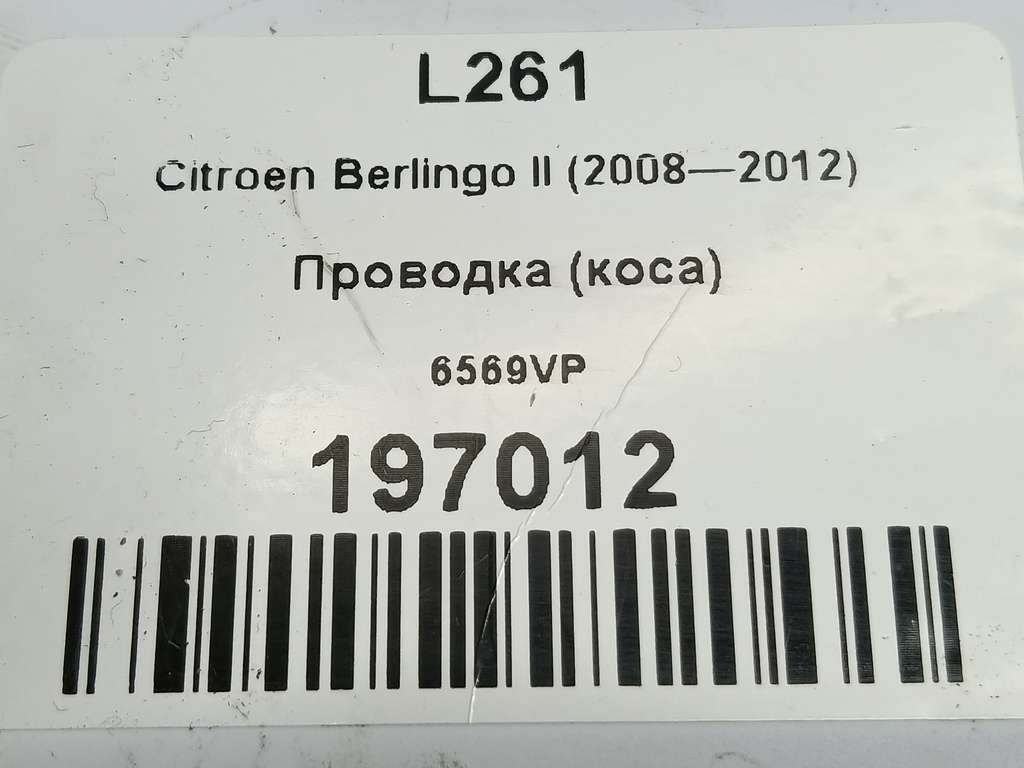 L261
Citroen Berlingo II (2008—2012)
Проводка (коса)
6569VP
197012